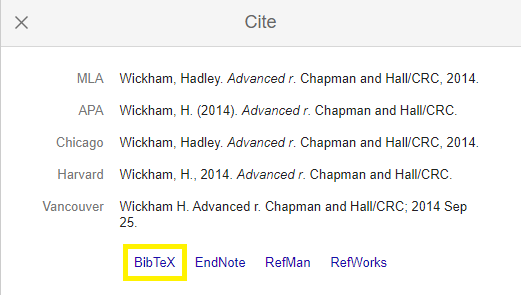 Cite
MLA Wickham, Hadley. Advanced r. Chapman and Hall/CRC, 2014.
APA Wickham, H. (2014). Advanced r. Chapman and Hall/CRC.
Chicago Wickham, Hadley. Advanced r. Chapman and Hall/CRC, 2014.
Harvard Wickham, H., 2014. Advanced r. Chapman and Hall/CRC.
Vancouver Wickham H. Advanced r. Chapman and Hall/CRC; 2014 Sep
25.
BibTeX EndNote RefMan RefWorks